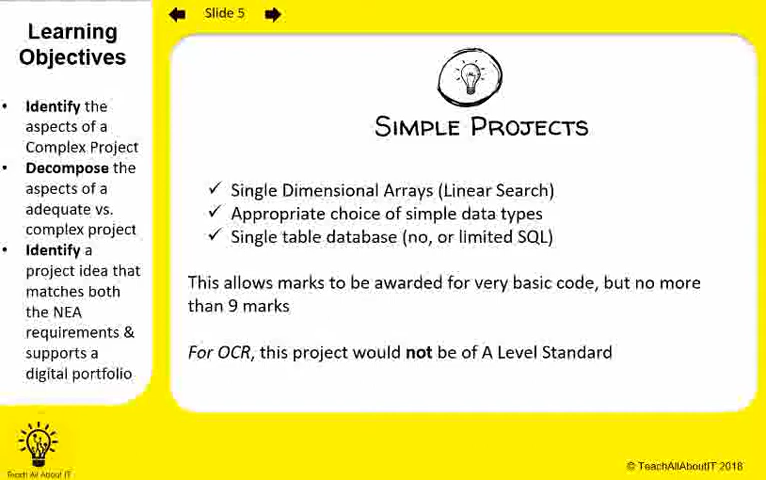 Slide 5
Learning
Objectives
• Identify the
aspects of a
Complex Project
• Decompose the
aspects of a
adequate vs.
complex project
• Identify a
project idea that
matches both
the NEA
requirements &
supports a
digital portfolio
SIMPLE PROJECTS
✓ Single Dimensional Arrays (Linear Search)
✓ Appropriate choice of simple data types
✓ Single table database (no, or limited SQL)
This allows marks to be awarded for very basic code, but no more
than 9 marks
For OCR, this project would not be of A Level Standard
Teach All About IT
© TeachAllAboutIT 2018